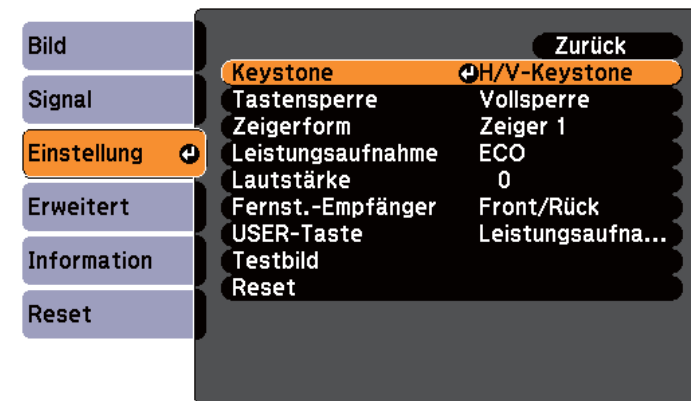 Bild
Signal
Einstellung
Erweitert
Information
Reset
Zurück
Keystone H/V-Keystone
Tastensperre Vollsperre
Zeigerform Zeiger 1
Leistungsaufnahme ECO
Lautstärke 0
Fernst.-Empfänger Front/Rück
USER-Taste Leistungsaufna...
Testbild
Reset